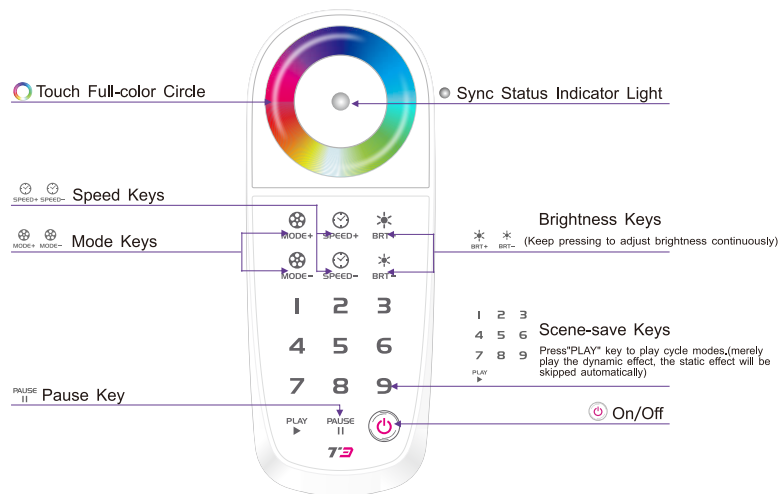 Touch Full-color Circle
Sync Status Indicator Light
SPEED+ SPEED-
Speed Keys
MODE+ MODE-
Mode Keys
MODE+ SPEED+ BRT+
MODE- SPEED- BRT-
Brightness Keys
BRT+ BRT-
(Keep pressing to adjust brightness continuously)
1 2 3
4 5 6
7 8 9
PLAY PAUSE
T3
1 2 3
4 5 6
7 8 9
PLAY
Scene-save Keys
Press"PLAY" key to play cycle modes.(merely
play the dynamic effect, the static effect will be
skipped automatically)
PAUSE
Pause Key
On/Off